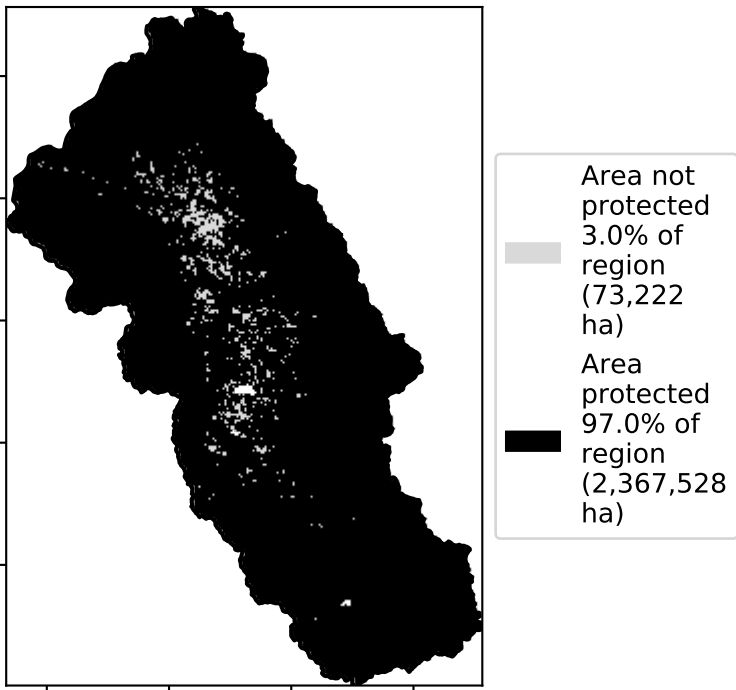 Area not
protected
3.0% of
region
(73,222
ha)
Area
protected
97.0% of
region
(2,367,528
ha)